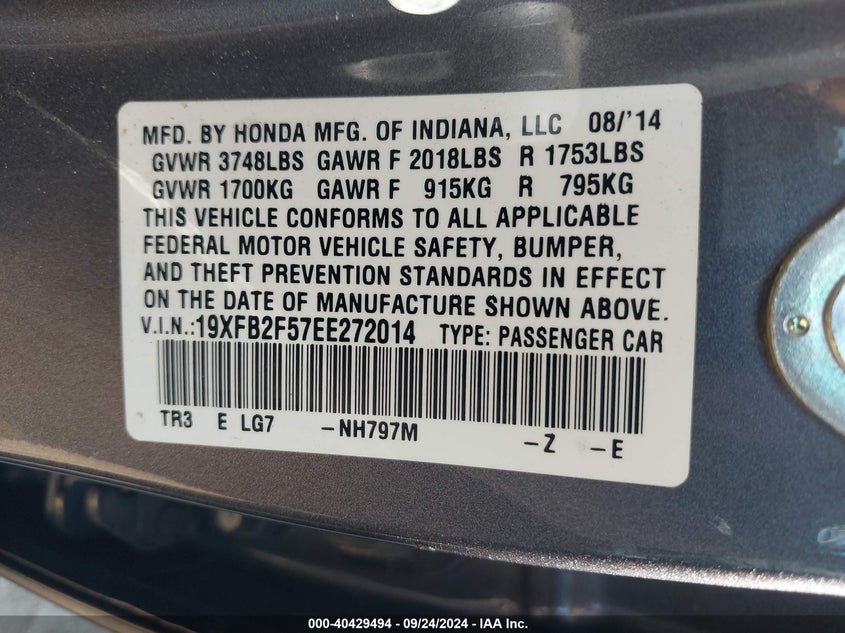 MFD. BY HONDA MFG. OF INDIANA, LLC 08/'14
GVWR 3748LBS GAWR F 2018LBS R 1753LBS
GVWR 1700KG GAWR F 915KG R 795KG
THIS VEHICLE CONFORMS TO ALL APPLICABLE
FEDERAL MOTOR VEHICLE SAFETY, BUMPER,
AND THEFT PREVENTION STANDARDS IN EFFECT
ON THE DATE OF MANUFACTURE SHOWN ABOVE.
V.I.N.:19XFB2F57EE272014 TYPE: PASSENGER CAR
TR3 E LG7 -NH797M -Z -E
000-40429494 - 09/24/2024 - IAA Inc.